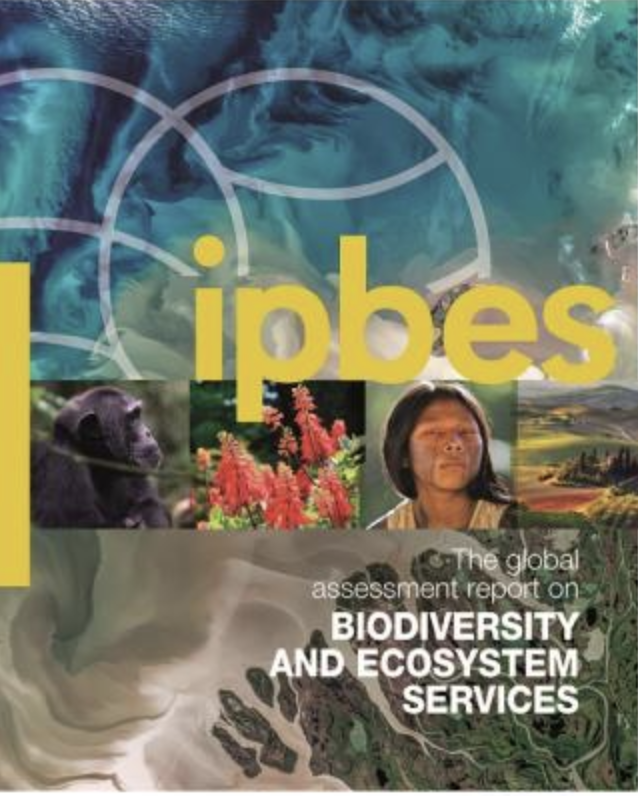 ipbes
The global
assessment report on
BIODIVERSITY
AND ECOSYSTEM
SERVICES